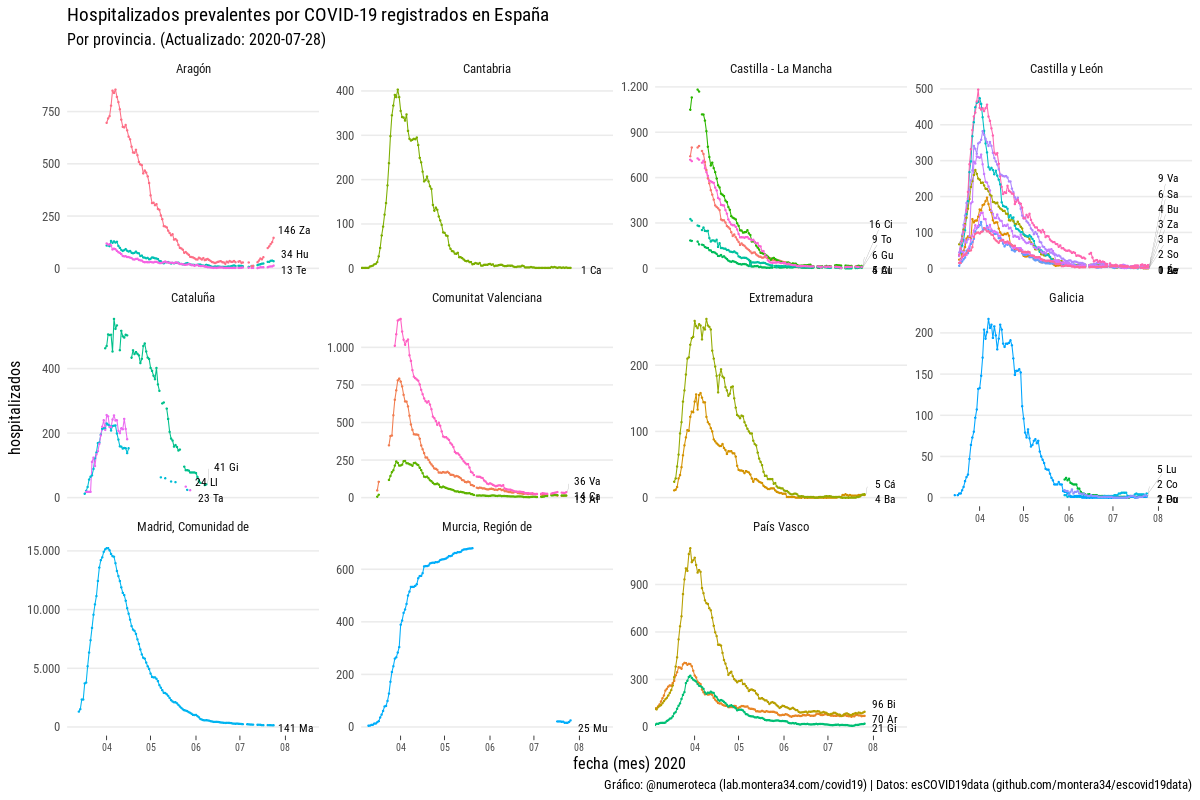 Hospitalizados prevalentes por COVID-19 registrados en España
Por provincia. (Actualizado: 2020-07-28)
Aragón
Cantabria
Castilla - La Mancha
Castilla y León
750
500
250
0
146 Za
34 Hu
13 Te
400
300
200
100
0
1 Ca
1.200
900
600
300
0
16 Ci
9 To
6 Gu
500
400
300
200
100
0
9 Va
6 Sa
4 Bu
3 Za
3 Pa
2 So
Cataluña
Comunitat Valenciana
Extremadura
Galicia
hospitalizados
400
200
0
41 Gi
24 Ll
23 Ta
1.000
750
500
250
0
36 Va
200
100
0
5 Cá
4 Ba
200
150
100
50
0
5 Lu
2 Co
04
05
06
07
08
Madrid, Comunidad de
Murcia, Región de
País Vasco
15.000
10.000
5.000
0
141 Ma
600
400
200
0
25 Mu
900
600
300
0
96 Bi
70 Ar
21 Gi
04
05
06
07
08
04
05
06
07
08
04
05
06
07
08
fecha (mes) 2020
Gráfico: @numeroteca (lab.montera34.com/covid19) | Datos: esCOVID19data (github.com/montera34/escovid19data)